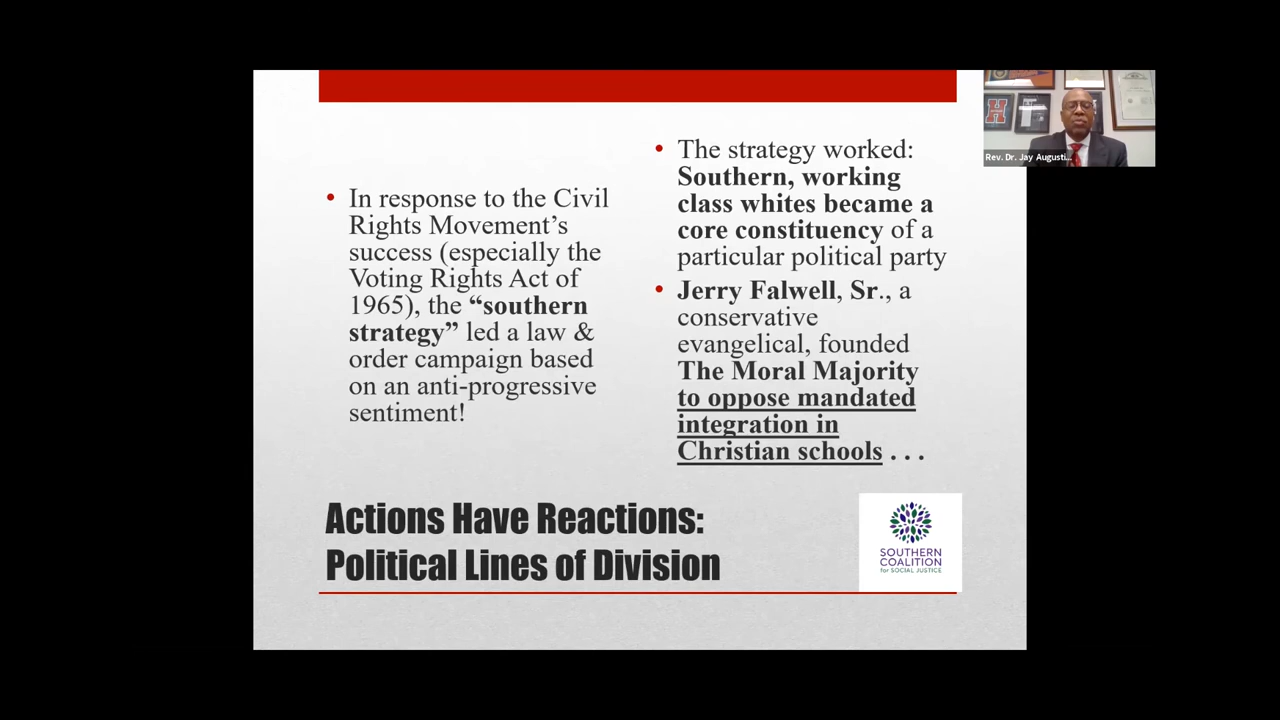 • In response to the Civil
Rights Movement’s
success (especially the
Voting Rights Act of
1965), the “southern
strategy” led a law &
order campaign based
on an anti-progressive
sentiment!
• The strategy worked:
Southern, working
class whites became a
core constituency of a
particular political party
• Jerry Falwell, Sr., a
conservative
evangelical, founded
The Moral Majority
to oppose mandated
integration in
Christian schools . . .
Actions Have Reactions:
Political Lines of Division
SOUTHERN
COALITION
for SOCIAL JUSTICE
H
Rev. Dr. Jay Augusti...